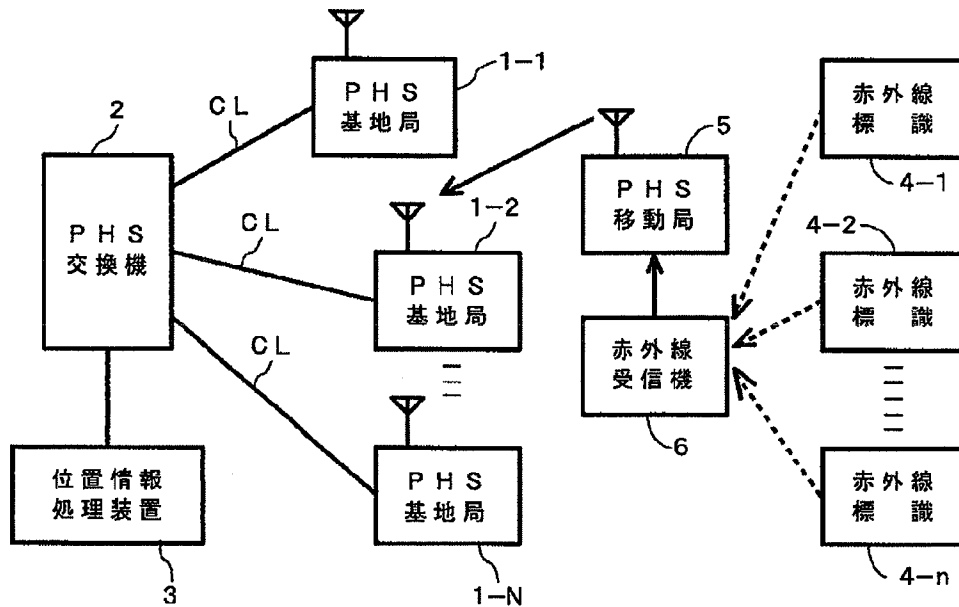 1-1
ＰＨＳ
基地局
CL
2
ＰＨＳ
交換機
CL
1-2
ＰＨＳ
基地局
CL
ＰＨＳ
基地局
1-N
位置情報
処理装置
3
5
ＰＨＳ
移動局
赤外線
受信機
6
赤外線
標識
4-1
4-2
赤外線
標識
赤外線
標識
4-n